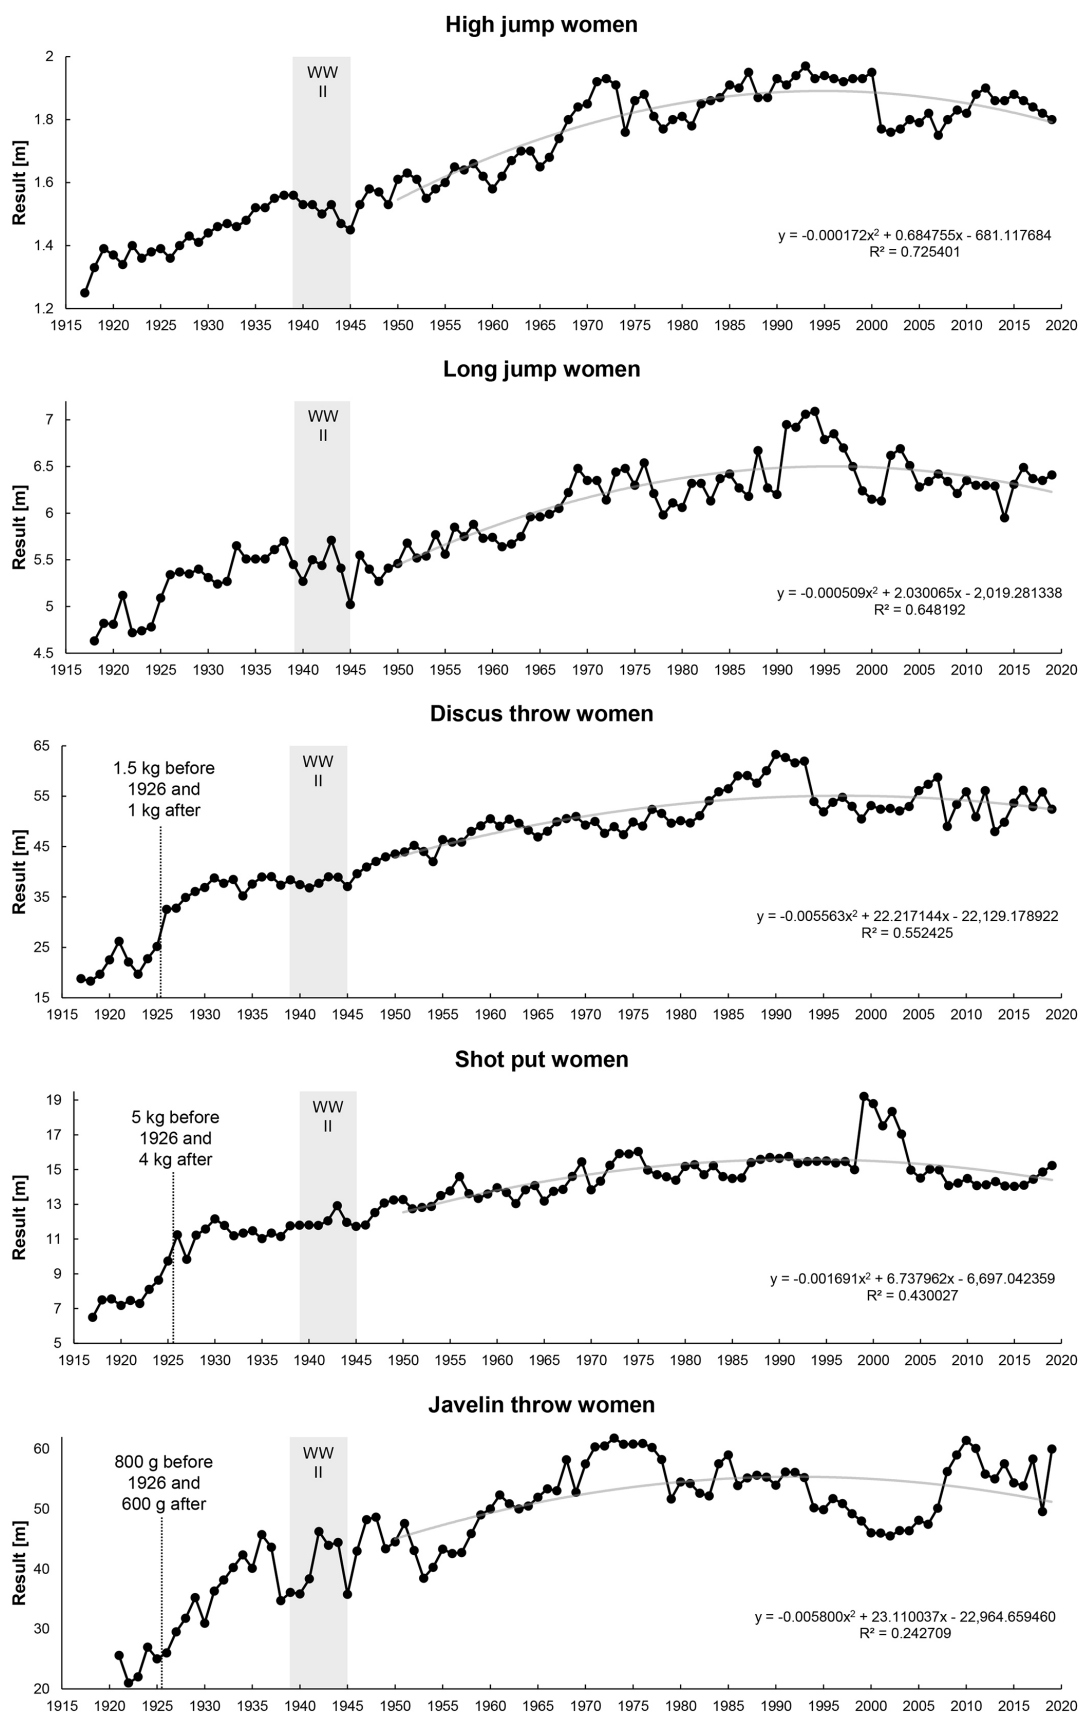 High jump women
2
1.8
1.6
1.4
1.2
Result [m]
WW
II
y = -0.000172x² + 0.684755x - 681.117684
R² = 0.725401
1915 1920 1925 1930 1935 1940 1945 1950 1955 1960 1965 1970 1975 1980 1985 1990 1995 2000 2005 2010 2015 2020
Long jump women
7
6.5
6
5.5
5
4.5
Result [m]
WW
II
y = -0.000509x² + 2.030065x - 2,019.281338
R² = 0.648192
1915 1920 1925 1930 1935 1940 1945 1950 1955 1960 1965 1970 1975 1980 1985 1990 1995 2000 2005 2010 2015 2020
Discus throw women
65
55
45
35
25
15
Result [m]
1.5 kg before
1926 and
1 kg after
WW
II
y = -0.005563x² + 22.217144x - 22,129.178922
R² = 0.552425
1915 1920 1925 1930 1935 1940 1945 1950 1955 1960 1965 1970 1975 1980 1985 1990 1995 2000 2005 2010 2015 2020
Shot put women
19
17
15
13
11
9
7
5
Result [m]
5 kg before
1926 and
4 kg after
WW
II
y = -0.001691x² + 6.737962x - 6,697.042359
R² = 0.430027
1915 1920 1925 1930 1935 1940 1945 1950 1955 1960 1965 1970 1975 1980 1985 1990 1995 2000 2005 2010 2015 2020
Javelin throw women
60
50
40
30
20
Result [m]
800 g before
1926 and
600 g after
WW
II
y = -0.005800x² + 23.110037x - 22,964.659460
R² = 0.242709
1915 1920 1925 1930 1935 1940 1945 1950 1955 1960 1965 1970 1975 1980 1985 1990 1995 2000 2005 2010 2015 2020